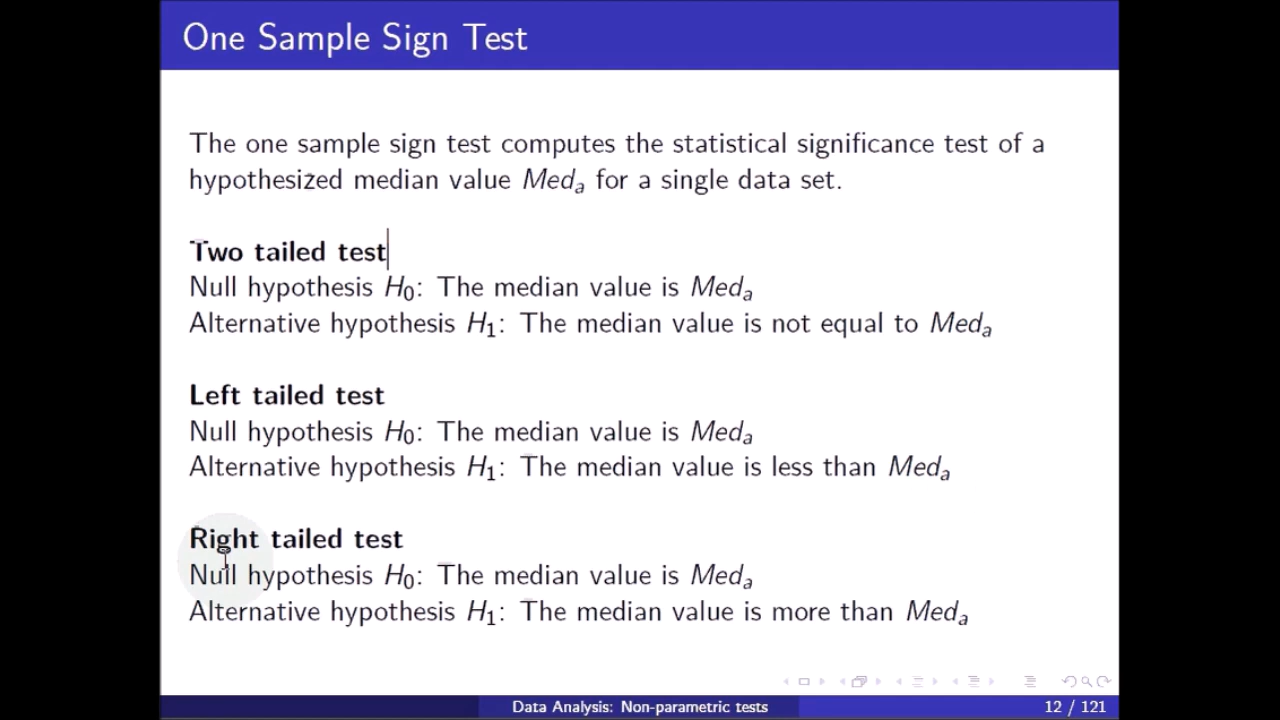 One Sample Sign Test
The one sample sign test computes the statistical significance test of a
hypothesized median value Medₐ for a single data set.
Two tailed test
Null hypothesis H₀: The median value is Medₐ
Alternative hypothesis H₁: The median value is not equal to Medₐ
Left tailed test
Null hypothesis H₀: The median value is Medₐ
Alternative hypothesis H₁: The median value is less than Medₐ
Right tailed test
Null hypothesis H₀: The median value is Medₐ
Alternative hypothesis H₁: The median value is more than Medₐ
Data Analysis: Non-parametric tests
12 / 121